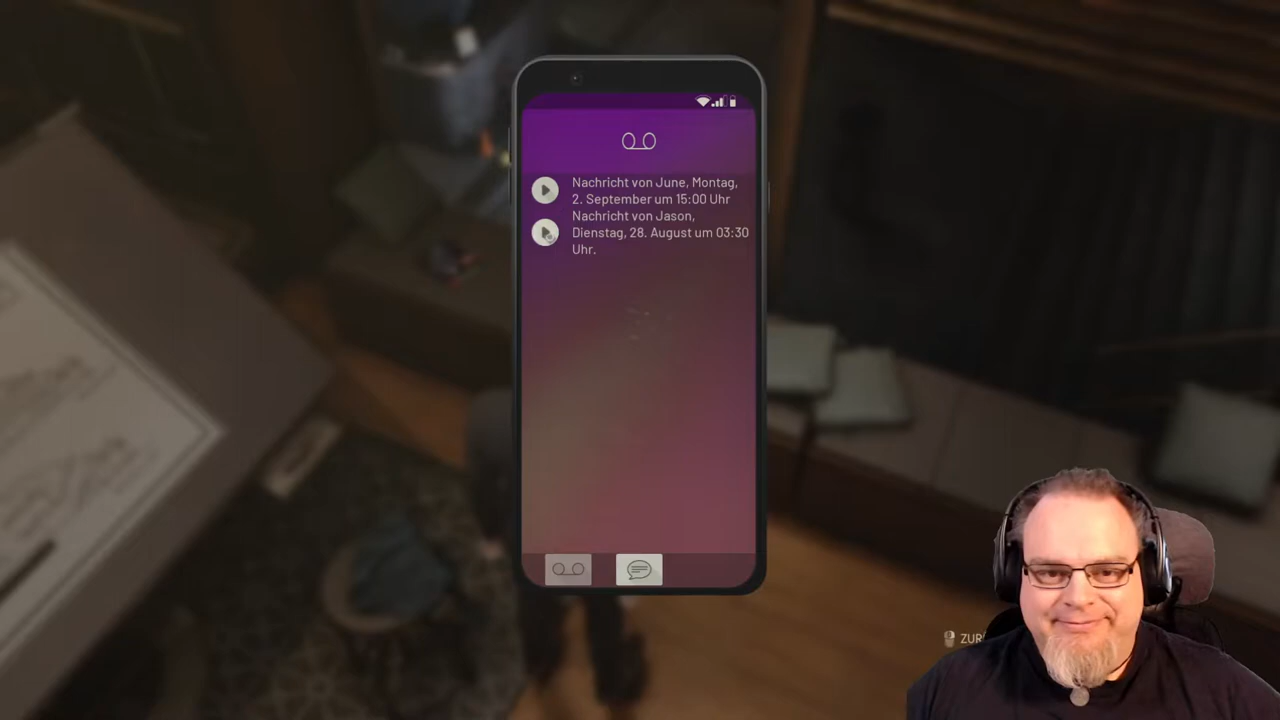 Nachricht von June, Montag,
2. September um 15:00 Uhr
Nachricht von Jason,
Dienstag, 28. August um 03:30
Uhr.